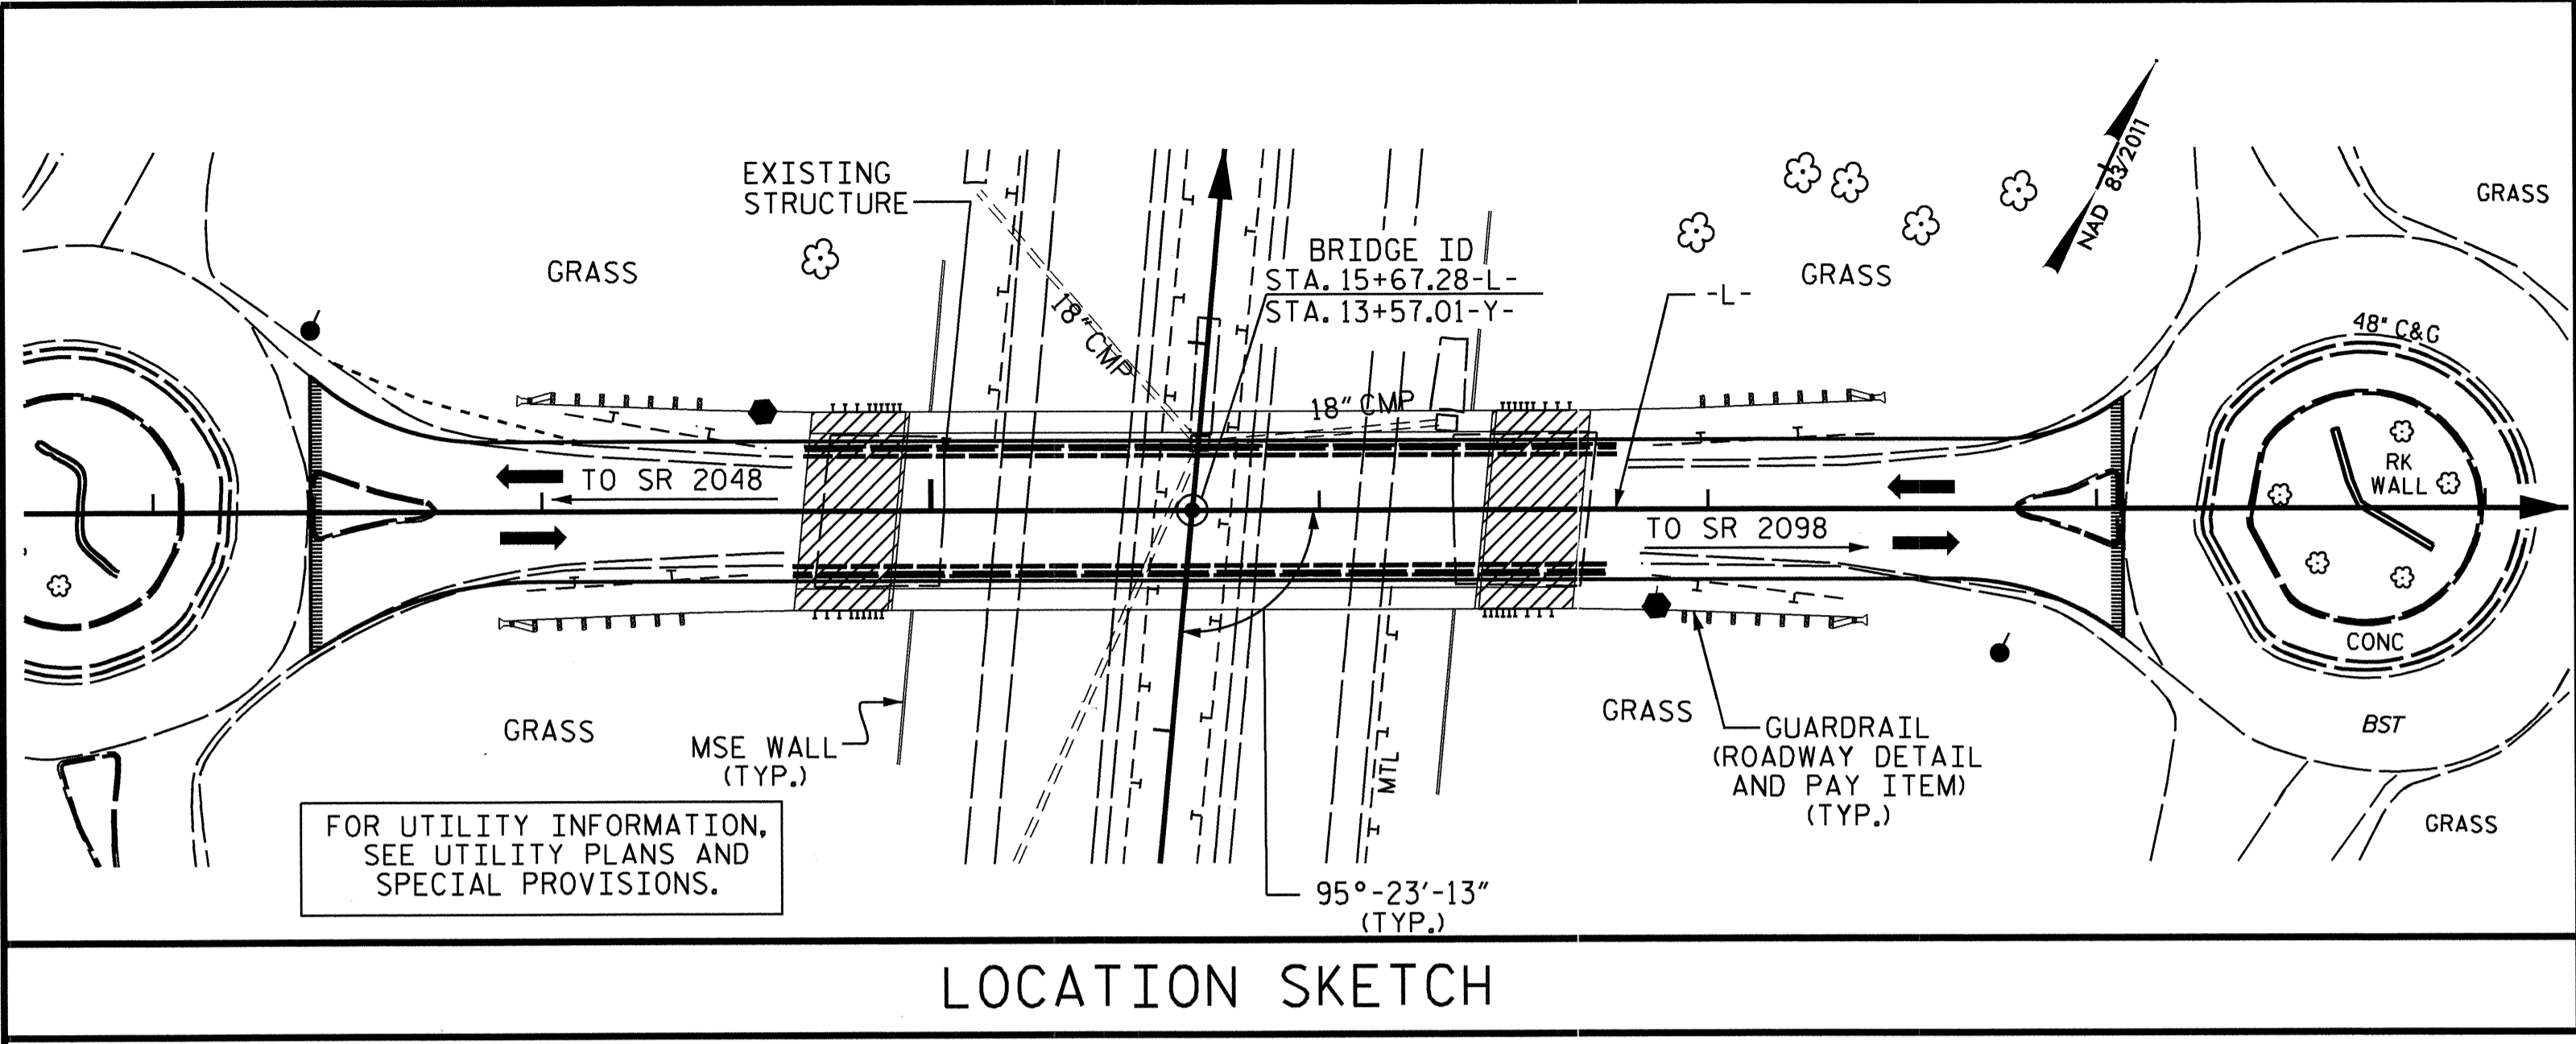 EXISTING
STRUCTURE
GRASS
18" CMP
BRIDGE ID
STA. 15+67.28-L-
STA. 13+57.01-Y-
-L-
GRASS
NAD 83/2011
GRASS
48" C&G
18" CMP
TO SR 2048
TO SR 2098
RK
WALL
CONC
BST
GRASS
MSE WALL
(TYP.)
MTL
GRASS
GUARDRAIL
(ROADWAY DETAIL
AND PAY ITEM)
(TYP.)
GRASS
FOR UTILITY INFORMATION,
SEE UTILITY PLANS AND
SPECIAL PROVISIONS.
95°-23'-13"
(TYP.)
LOCATION SKETCH